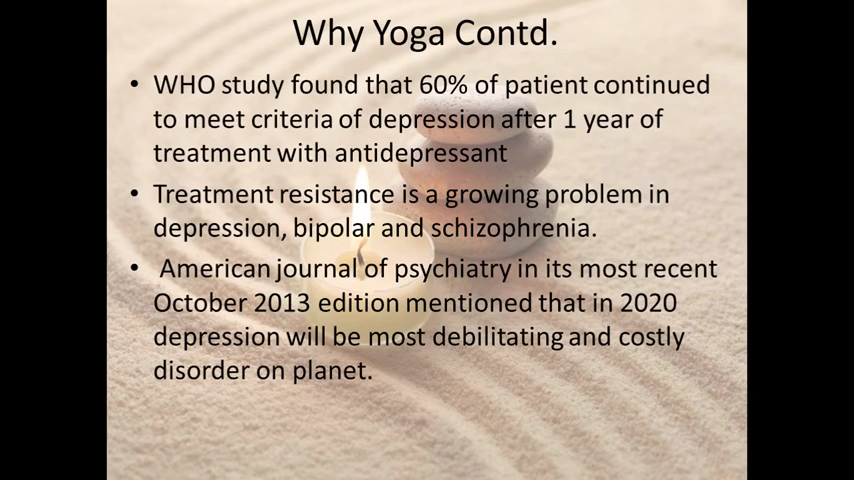 Why Yoga Contd.
• WHO study found that 60% of patient continued
to meet criteria of depression after 1 year of
treatment with antidepressant
• Treatment resistance is a growing problem in
depression, bipolar and schizophrenia.
• American journal of psychiatry in its most recent
October 2013 edition mentioned that in 2020
depression will be most debilitating and costly
disorder on planet.